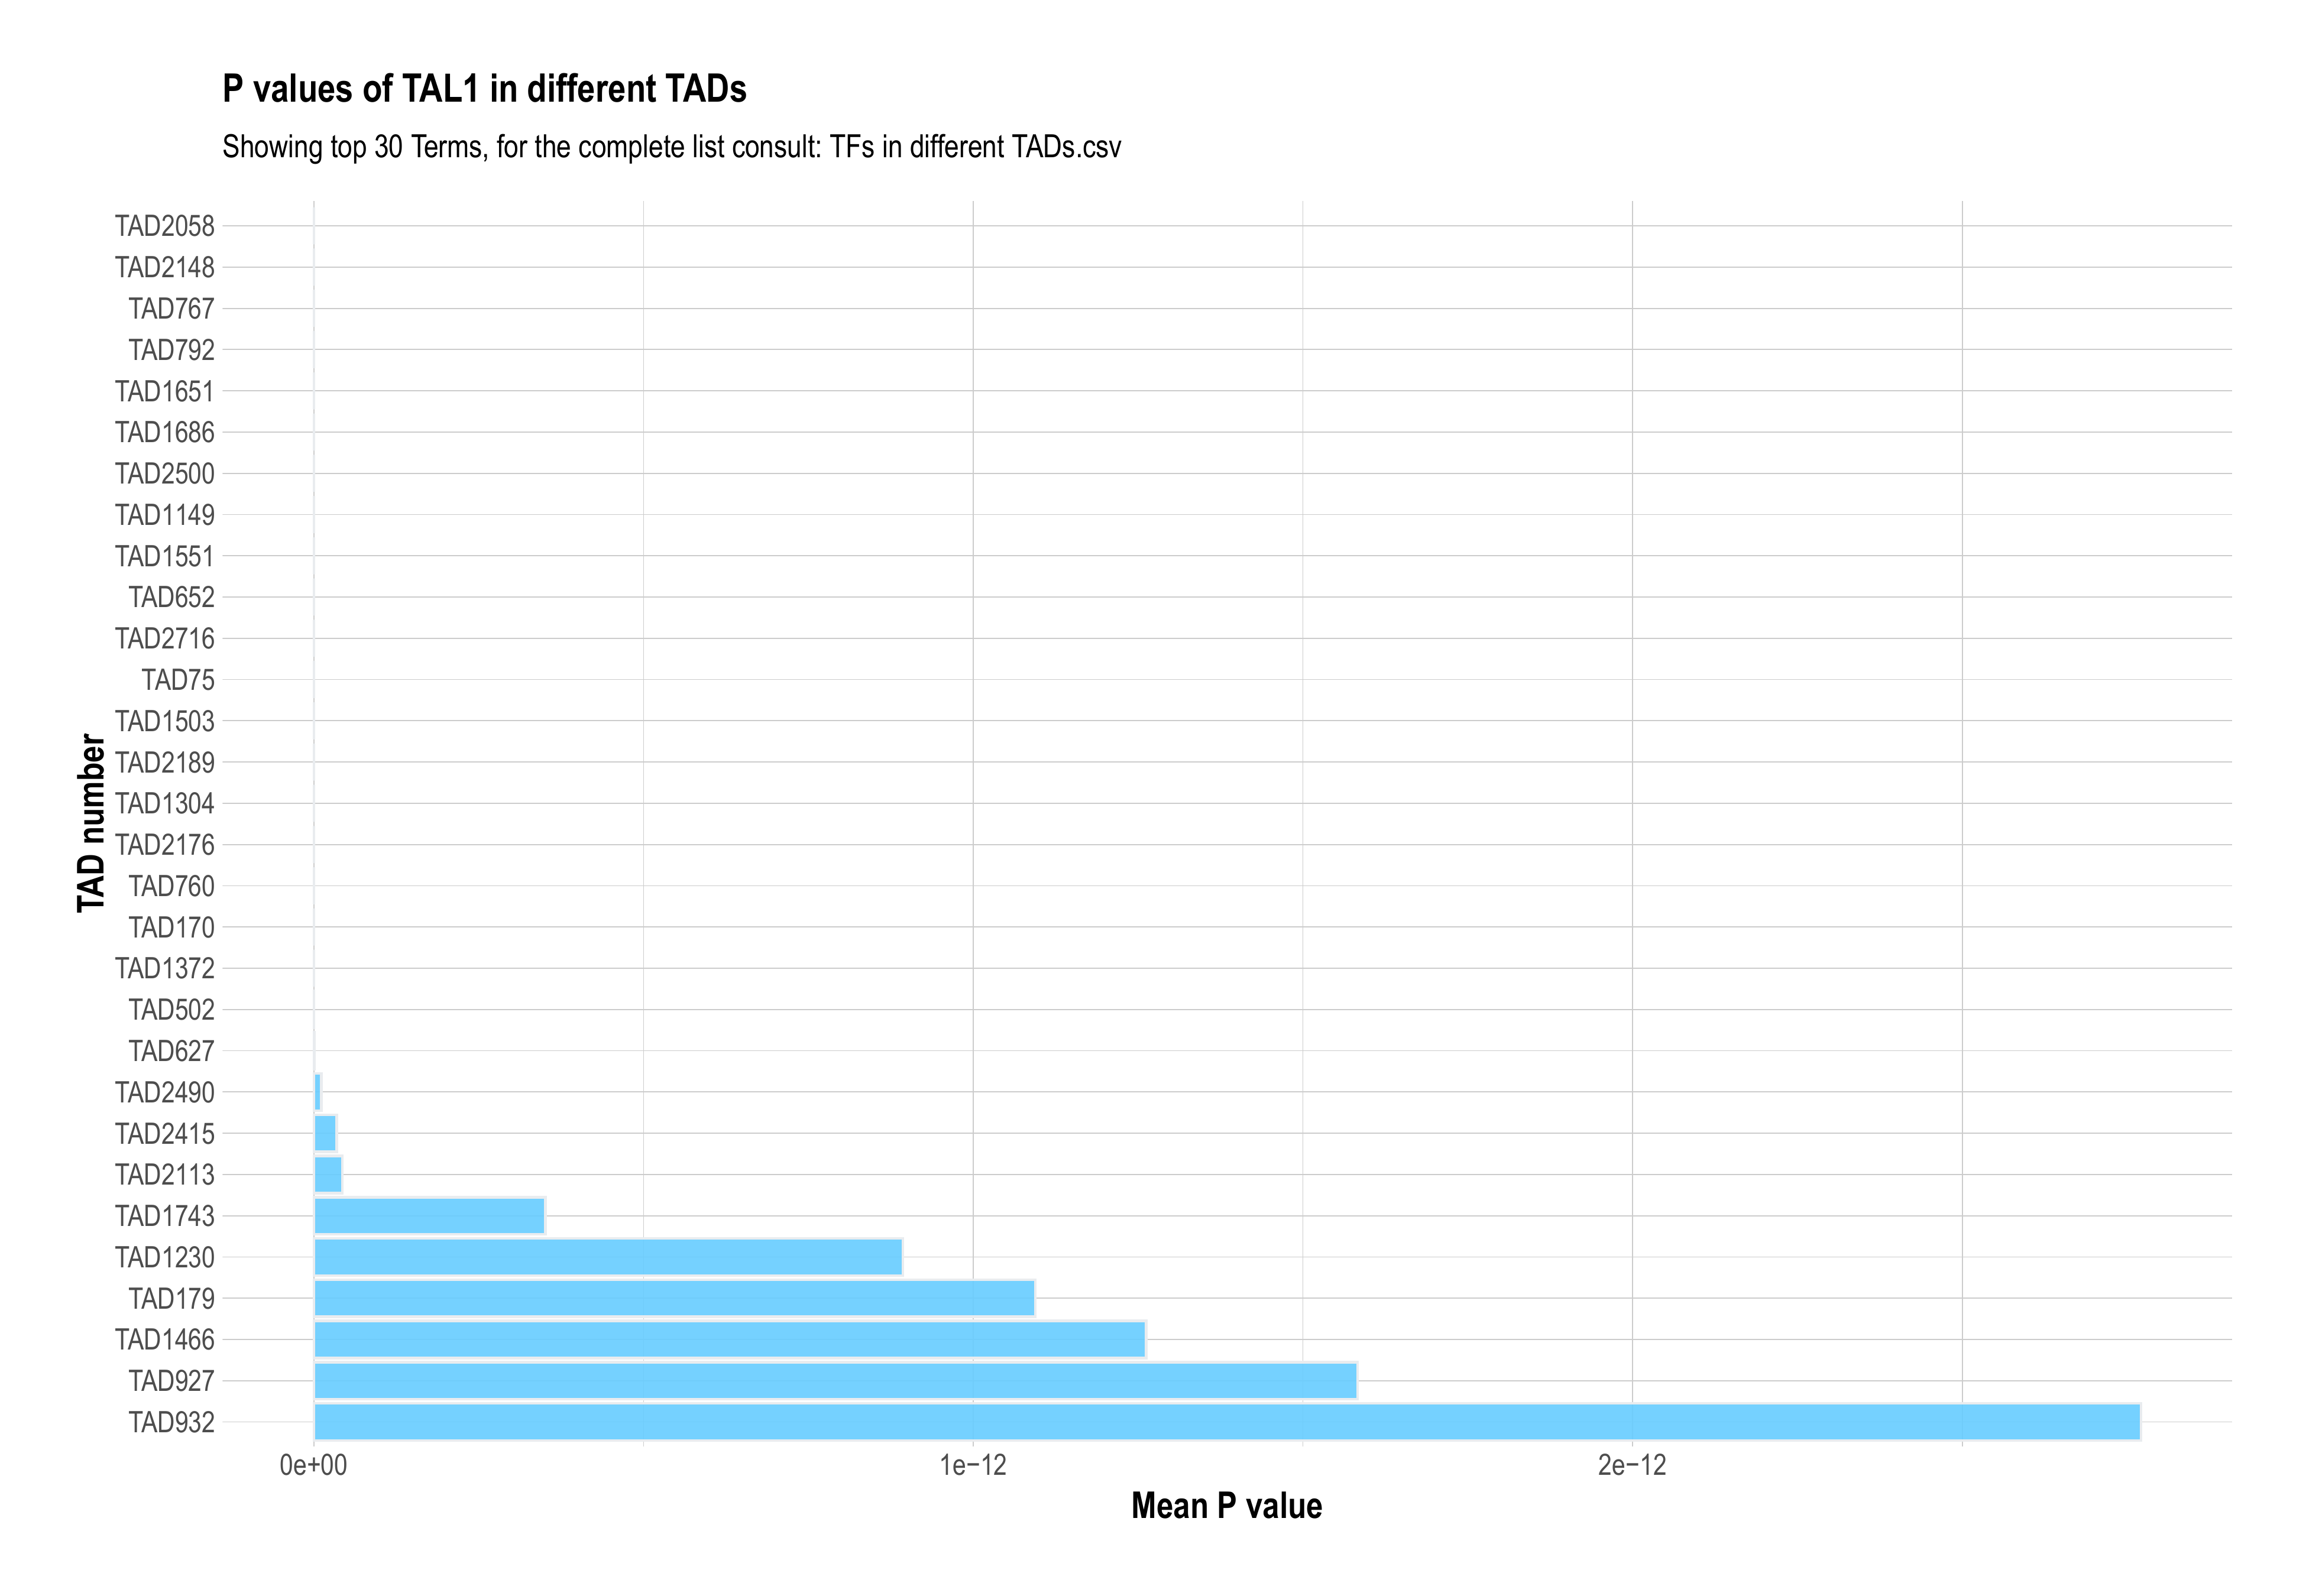 P values of TAL1 in different TADs
Showing top 30 Terms, for the complete list consult: TFs in different TADs.csv
TAD number
TAD2058
TAD2148
TAD767
TAD792
TAD1651
TAD1686
TAD2500
TAD1149
TAD1551
TAD652
TAD2716
TAD75
TAD1503
TAD2189
TAD1304
TAD2176
TAD760
TAD170
TAD1372
TAD502
TAD627
TAD2490
TAD2415
TAD2113
TAD1743
TAD1230
TAD179
TAD1466
TAD927
TAD932
0e+00 1e−12 2e−12
Mean P value